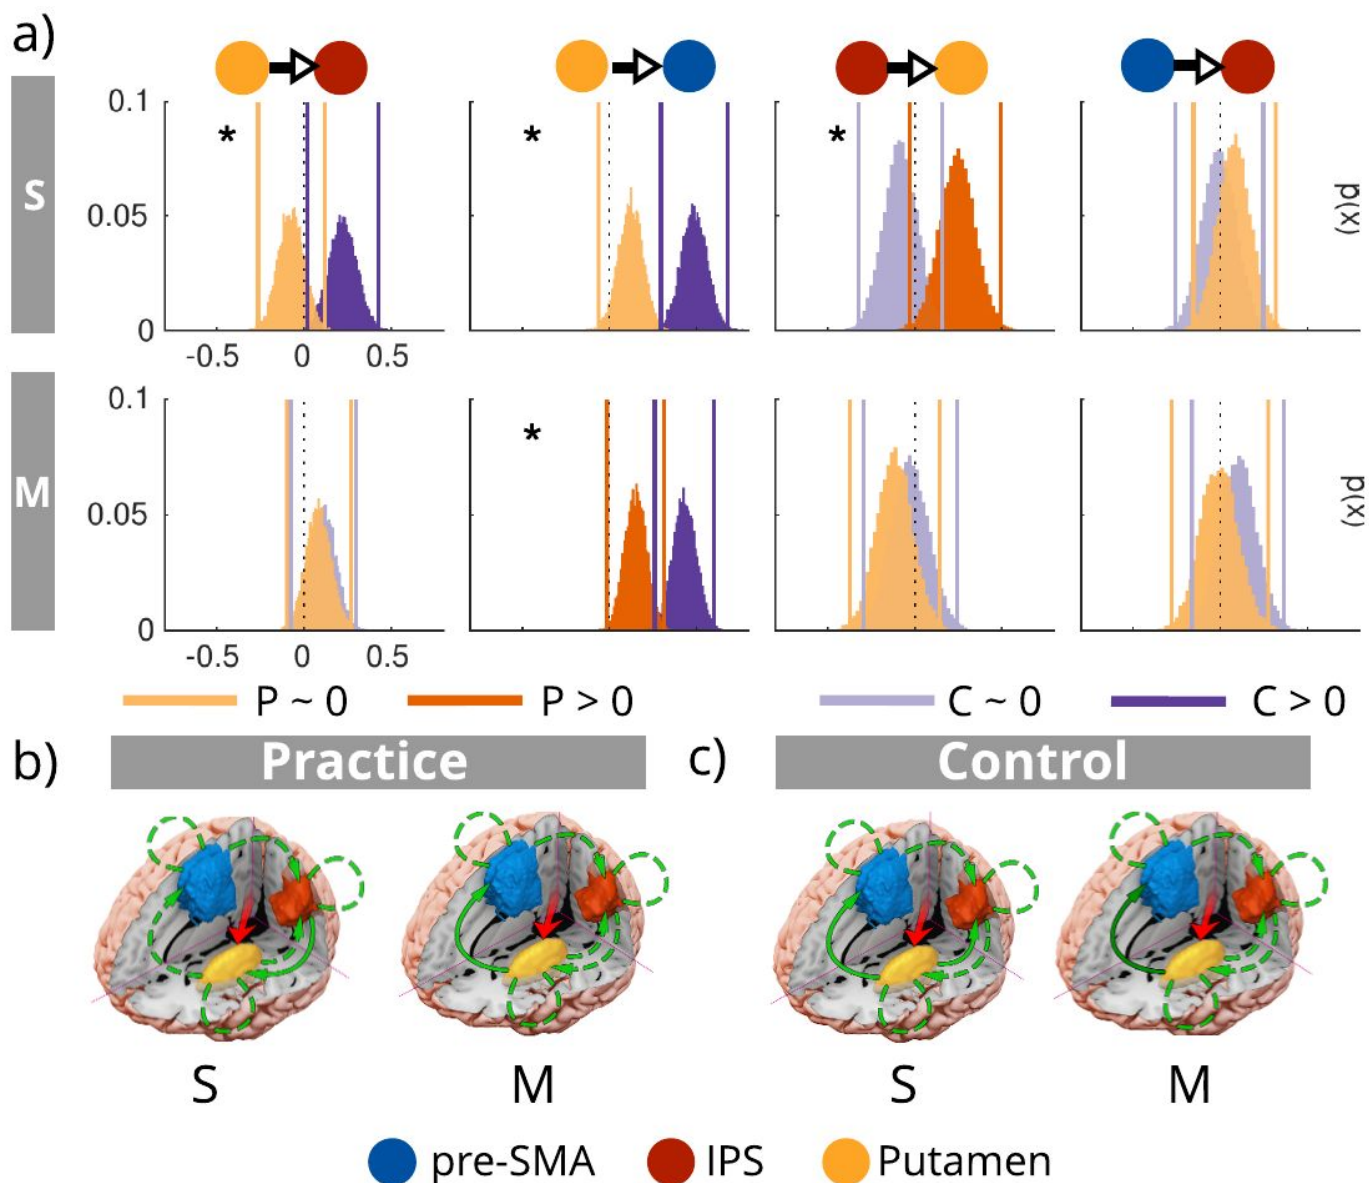 a)
S
0.1
0.05
0
*
*
*
p(x)
-0.5 0 0.5
M
0.1
0.05
0
*
p(x)
-0.5 0 0.5
P ~ 0 P > 0 C ~ 0 C > 0
b) Practice c) Control
S M S M
pre-SMA IPS Putamen